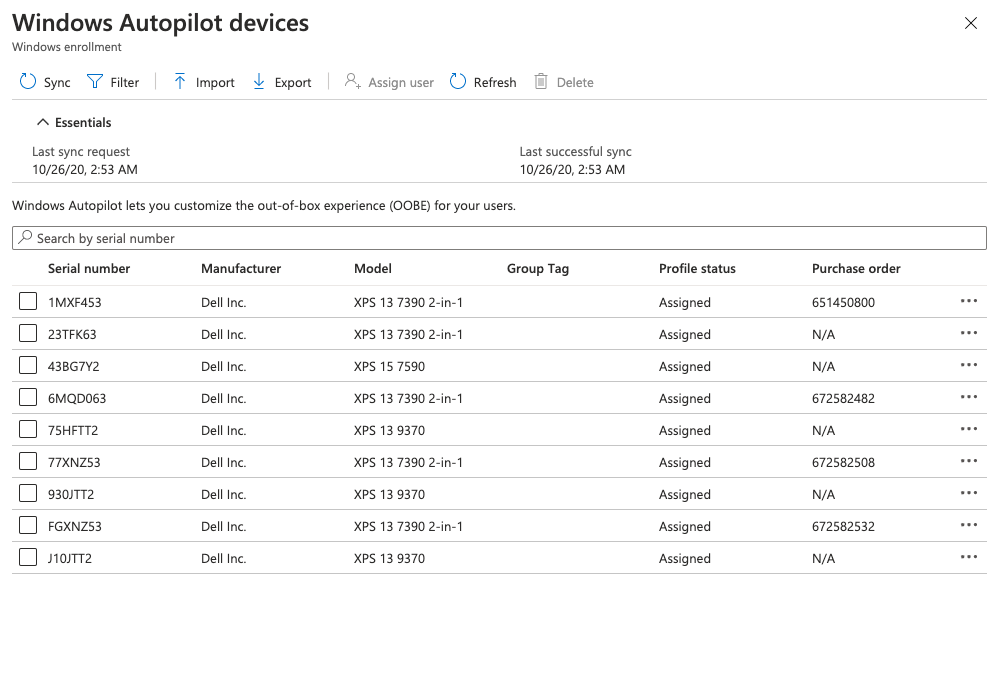 Windows Autopilot devices
Windows enrollment
Sync Filter Import Export Assign user Refresh Delete
Essentials
Last sync request Last successful sync
10/26/20, 2:53 AM 10/26/20, 2:53 AM
Windows Autopilot lets you customize the out-of-box experience (OOBE) for your users.
Search by serial number
Serial number Manufacturer Model Group Tag Profile status Purchase order
1MXF453 Dell Inc. XPS 13 7390 2-in-1 Assigned 651450800
23TFK63 Dell Inc. XPS 13 7390 2-in-1 Assigned N/A
43BG7Y2 Dell Inc. XPS 15 7590 Assigned N/A
6MQD063 Dell Inc. XPS 13 7390 2-in-1 Assigned 672582482
75HFTT2 Dell Inc. XPS 13 9370 Assigned N/A
77XNZ53 Dell Inc. XPS 13 7390 2-in-1 Assigned 672582508
930JTT2 Dell Inc. XPS 13 9370 Assigned N/A
FGXNZ53 Dell Inc. XPS 13 7390 2-in-1 Assigned 672582532
J10JTT2 Dell Inc. XPS 13 9370 Assigned N/A